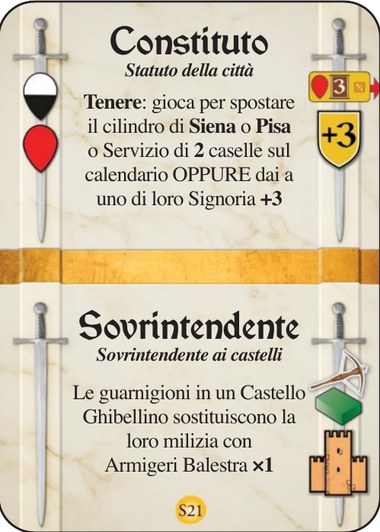 Constituto
Statuto della città
Tenere: gioca per spostare
il cilindro di Siena o Pisa
o Servizio di 2 caselle sul
calendario OPPURE dai a
uno di loro Signoria +3
3
+3
Sovrintendente
Sovrintendente ai castelli
Le guarnigioni in un Castello
Ghibellino sostituiscono la
loro milizia con
Armigeri Balestra ×1
S21